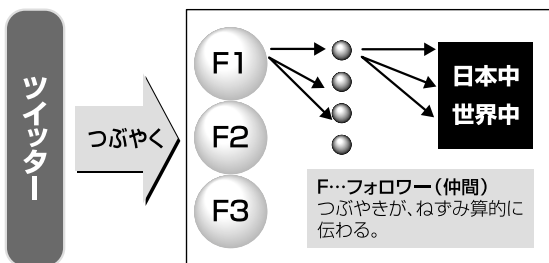 ツイッター
つぶやく
F1
F2
F3
日本中
世界中
F…フォロワー（仲間）
つぶやきが、ねずみ算的に
伝わる。